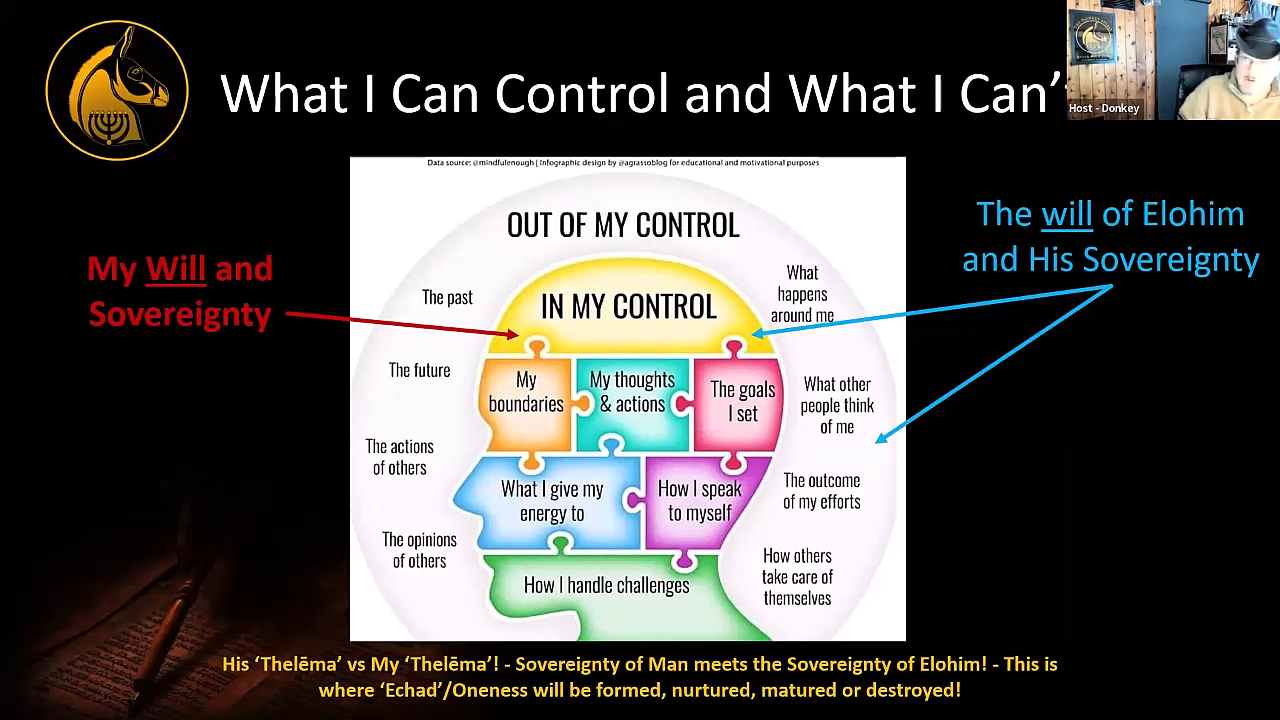 What I Can Control and What I Can'
Host - Donkey
Data source: @mindfulenough | Infographic design by @agrassoblog for educational and motivational purposes
OUT OF MY CONTROL
The will of Elohim
and His Sovereignty
My Will and
Sovereignty
The past
What
happens
around me
IN MY CONTROL
The future
My
boundaries
My thoughts
& actions
The goals
I set
What other
people think
of me
The actions
of others
What I give my
energy to
How I speak
to myself
The outcome
of my efforts
The opinions
of others
How I handle challenges
How others
take care of
themselves
His ‘Thelēma’ vs My ‘Thelēma’! - Sovereignty of Man meets the Sovereignty of Elohim! - This is
where ‘Echad’/Oneness will be formed, nurtured, matured or destroyed!